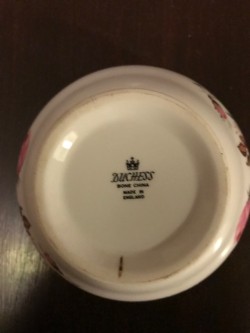 DUCHESS
BONE CHINA
MADE IN
ENGLAND